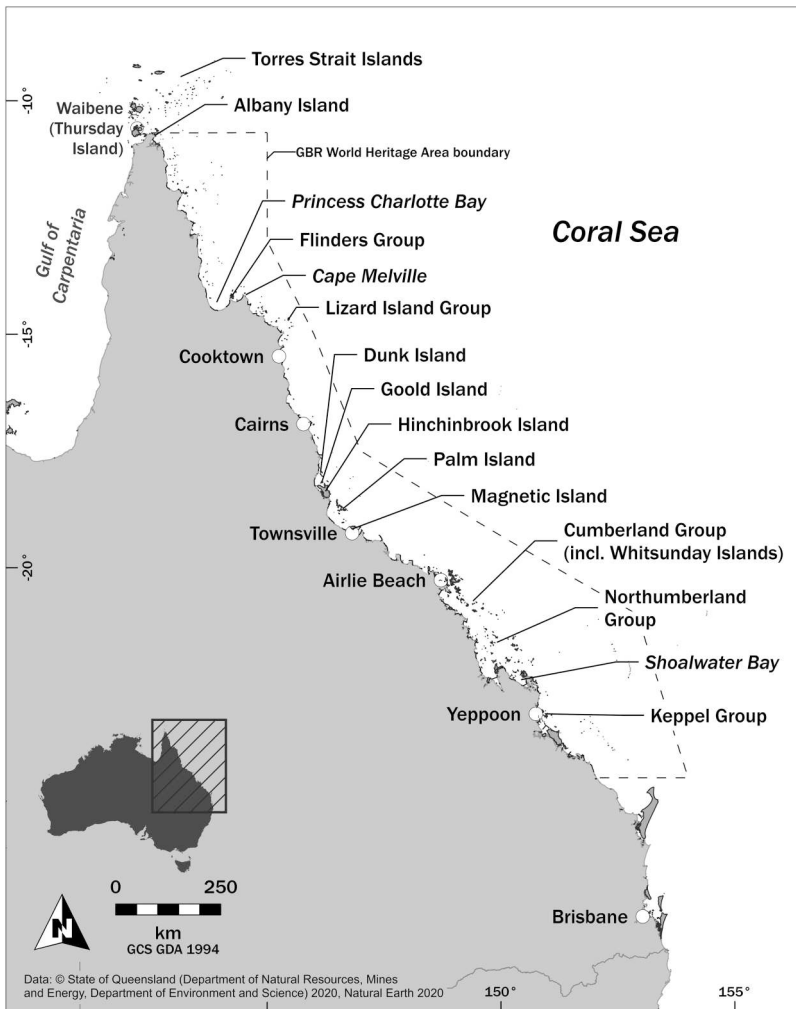 Torres Strait Islands
-10°
Waibene
(Thursday
Island)
Albany Island
GBR World Heritage Area boundary
Princess Charlotte Bay
Coral Sea
Gulf of
Carpentaria
Flinders Group
Cape Melville
Lizard Island Group
-15°
Cooktown
Dunk Island
Goold Island
Cairns
Hinchinbrook Island
Palm Island
Magnetic Island
Townsville
Cumberland Group
(incl. Whitsunday Islands)
-20°
Airlie Beach
Northumberland
Group
Shoalwater Bay
Yeppoon
Keppel Group
0 250
km
GCS GDA 1994
N
Brisbane
Data: © State of Queensland (Department of Natural Resources, Mines
and Energy, Department of Environment and Science) 2020, Natural Earth 2020
150°
155°